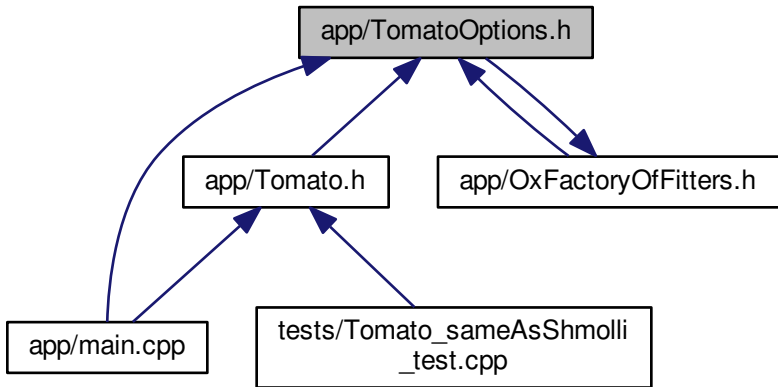 app/TomatoOptions.h
app/Tomato.h
app/OxFactoryOfFitters.h
app/main.cpp
tests/Tomato_sameAsShmolli
_test.cpp